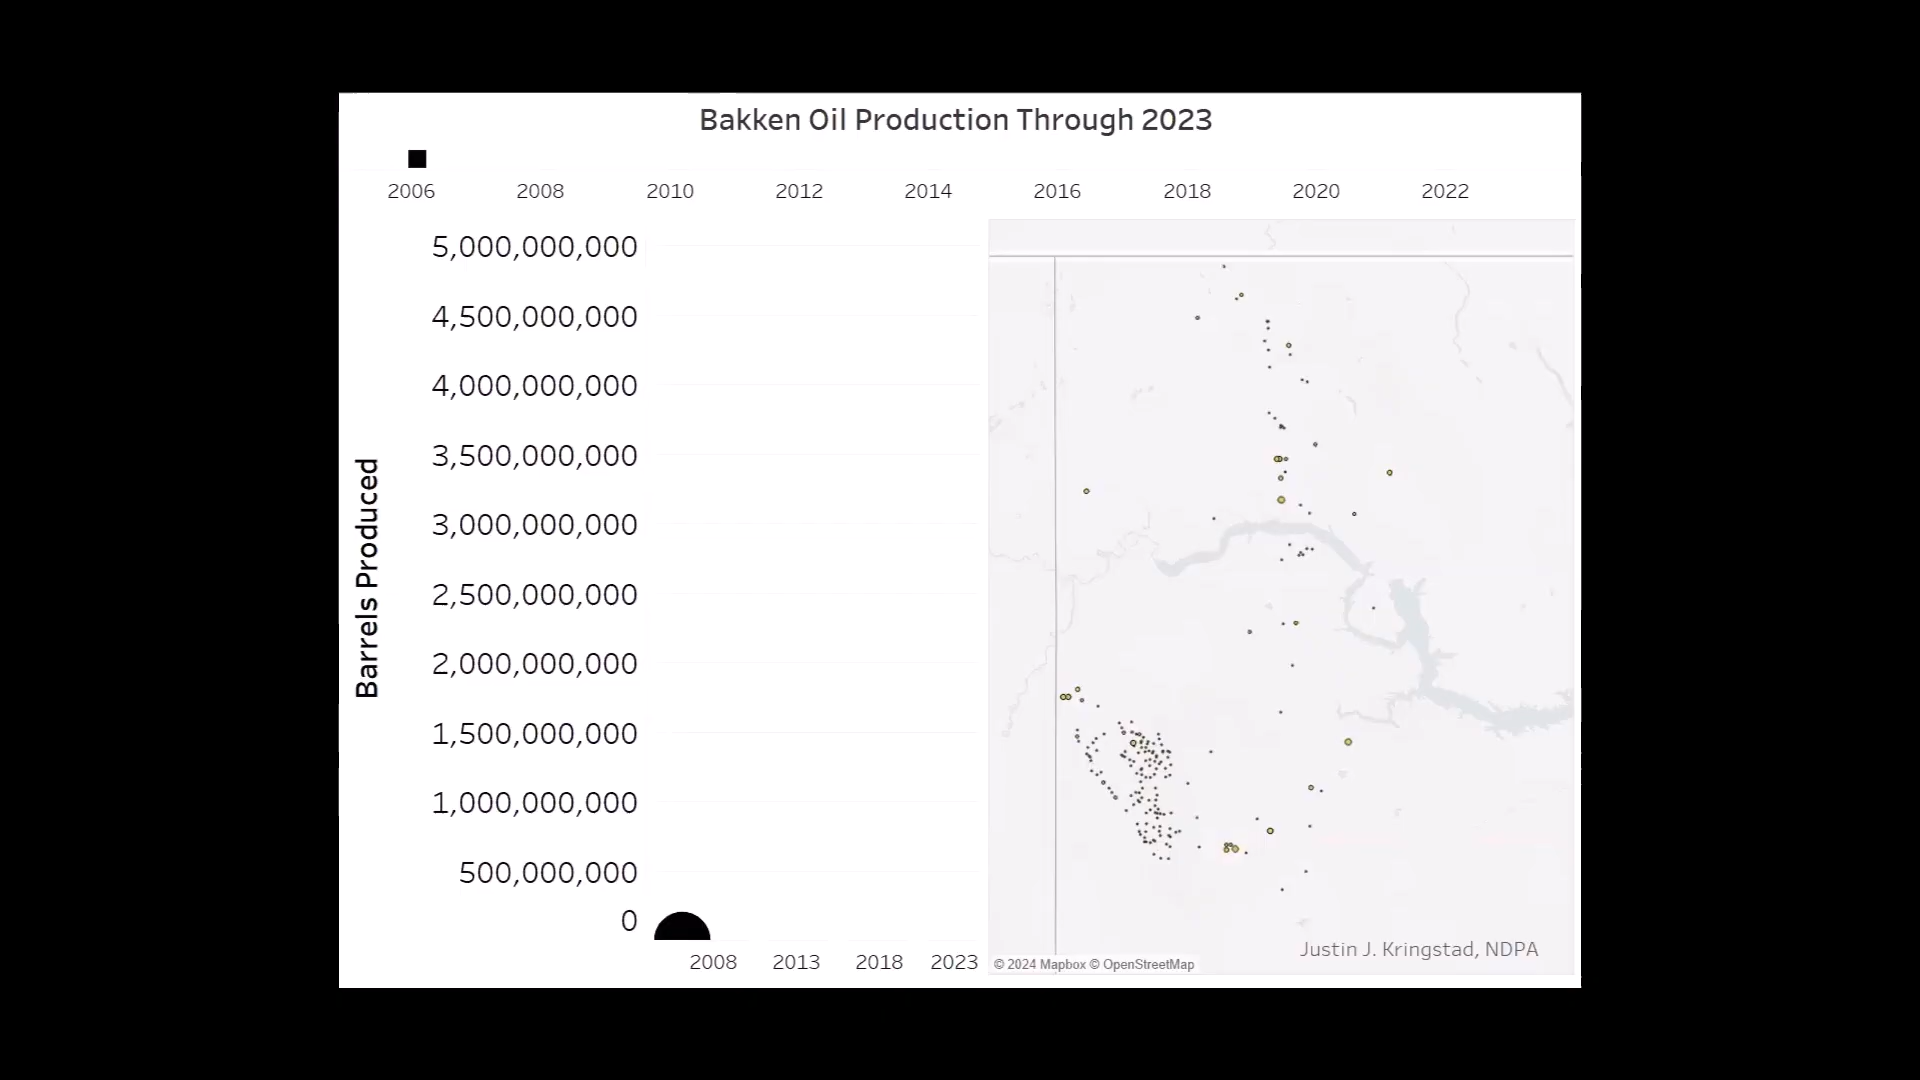 Bakken Oil Production Through 2023
2006 2008 2010 2012 2014 2016 2018 2020 2022
Barrels Produced
5,000,000,000
4,500,000,000
4,000,000,000
3,500,000,000
3,000,000,000
2,500,000,000
2,000,000,000
1,500,000,000
1,000,000,000
500,000,000
0
2008 2013 2018 2023
Justin J. Kringstad, NDPA
© 2024 Mapbox © OpenStreetMap